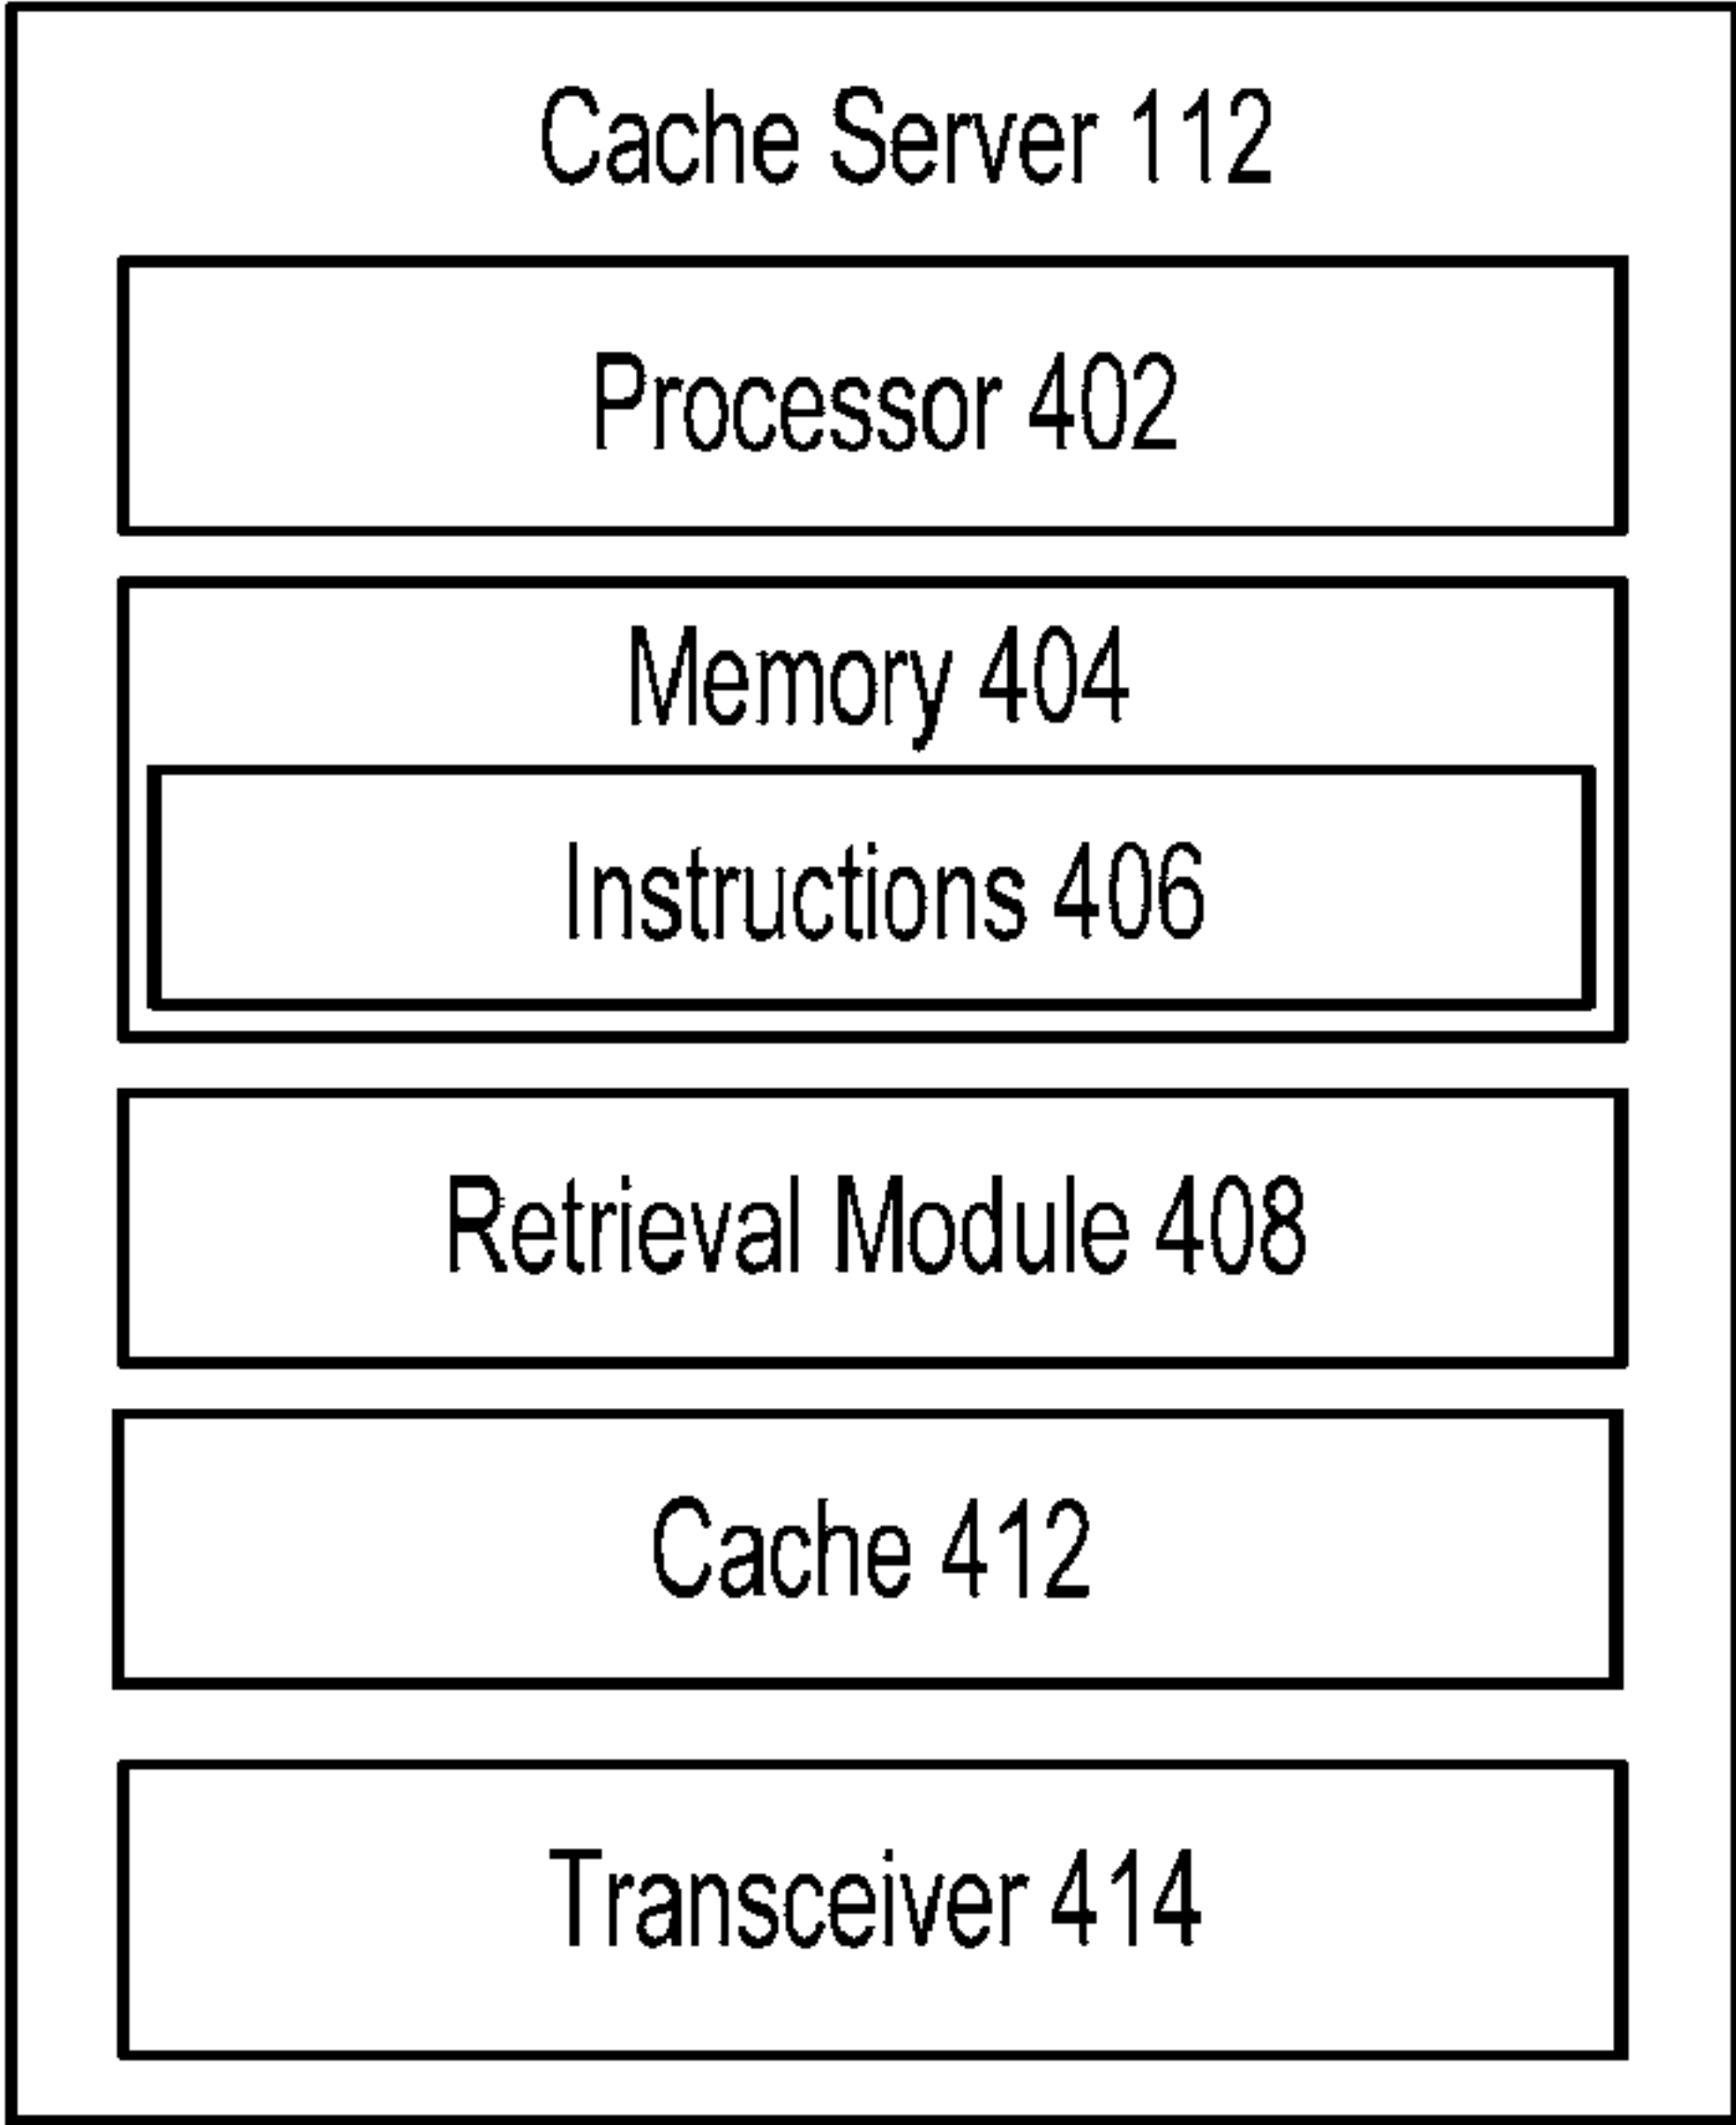 Cache Server 112
Processor 402
Memory 404
Instructions 406
Retrieval Module 408
Cache 412
Transceiver 414